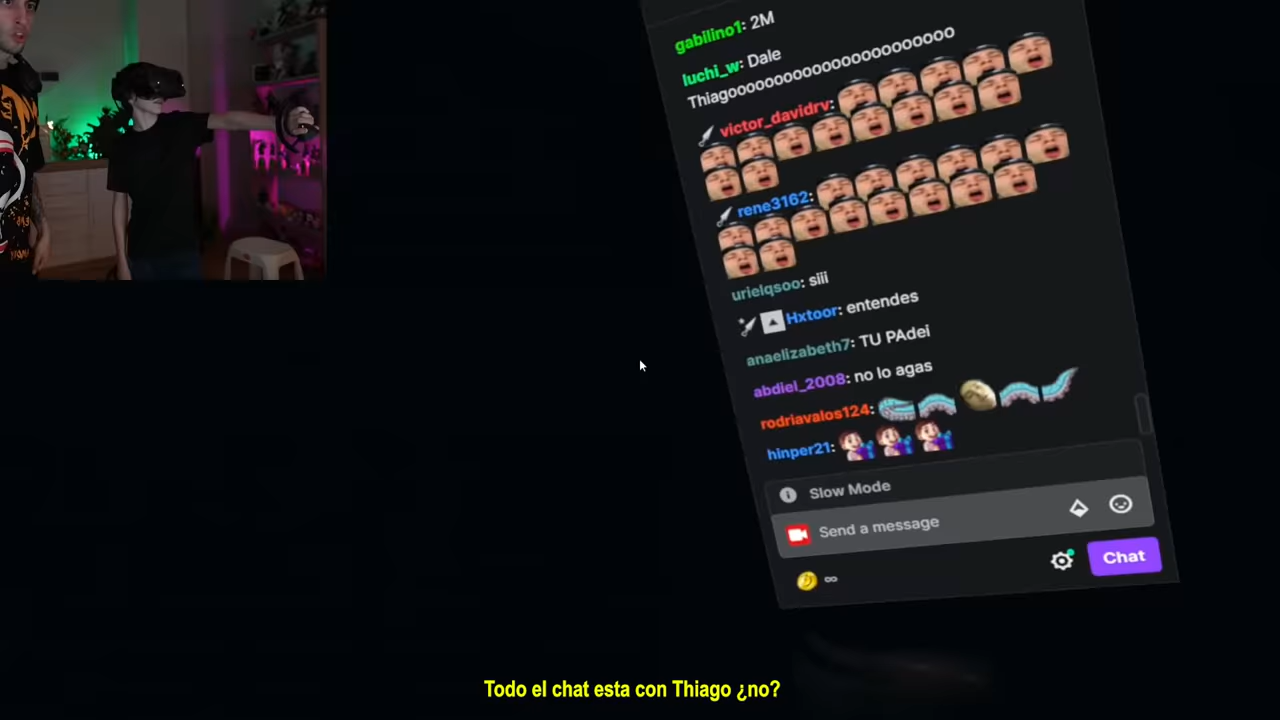 gabilino1: 2M
luchi_w: Dale
Thiagooooooooooooooooooooooo
victor_davidrv:
rene3162:
urielqsoo: siii
Hxtoor: entendes
anaelizabeth7: TU PAdei
abdiel_2008: no lo agas
rodriavalos124:
hinper21:
Slow Mode
Send a message
∞
Chat
Todo el chat esta con Thiago ¿no?